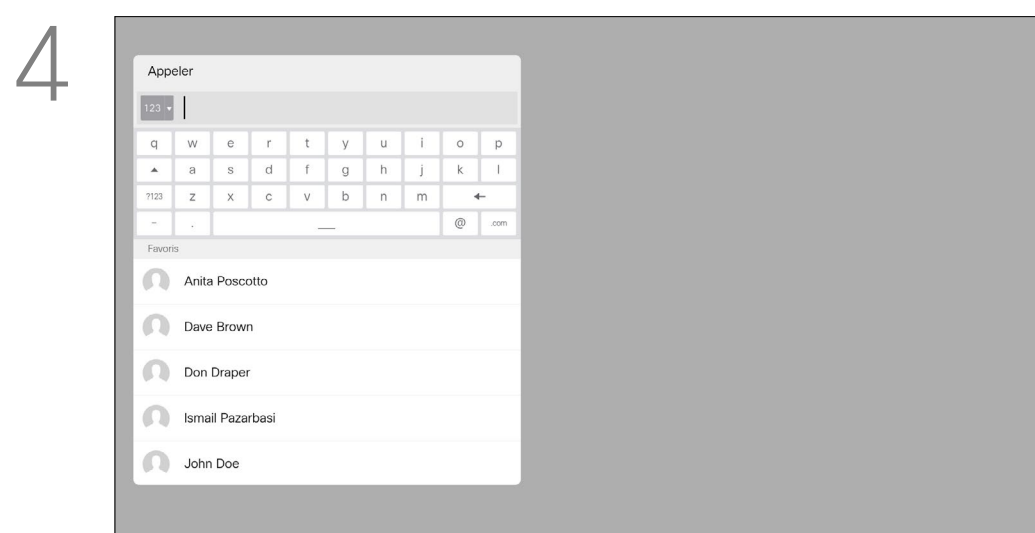 4
Appeler
123
q w e r t y u i o p
a s d f g h j k l
?123 z x c v b n m
- . @ .com
Favoris
Anita Poscotto
Dave Brown
Don Draper
Ismail Pazarbasi
John Doe